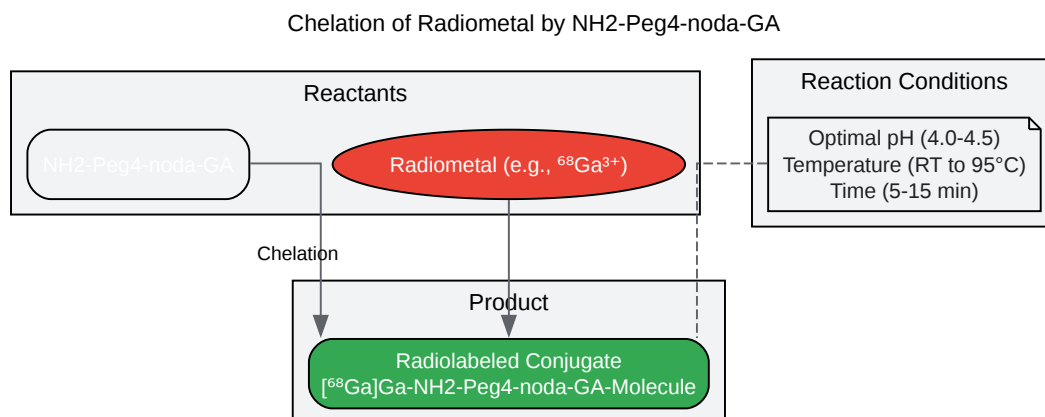 Chelation of Radiometal by NH2-Peg4-noda-GA
Reactants
NH2-Peg4-noda-GA
Radiometal (e.g., ⁶⁸Ga³⁺)
Reaction Conditions
Optimal pH (4.0-4.5)
Temperature (RT to 95°C)
Time (5-15 min)
Chelation
Product
Radiolabeled Conjugate
[⁶⁸Ga]Ga-NH2-Peg4-noda-GA-Molecule